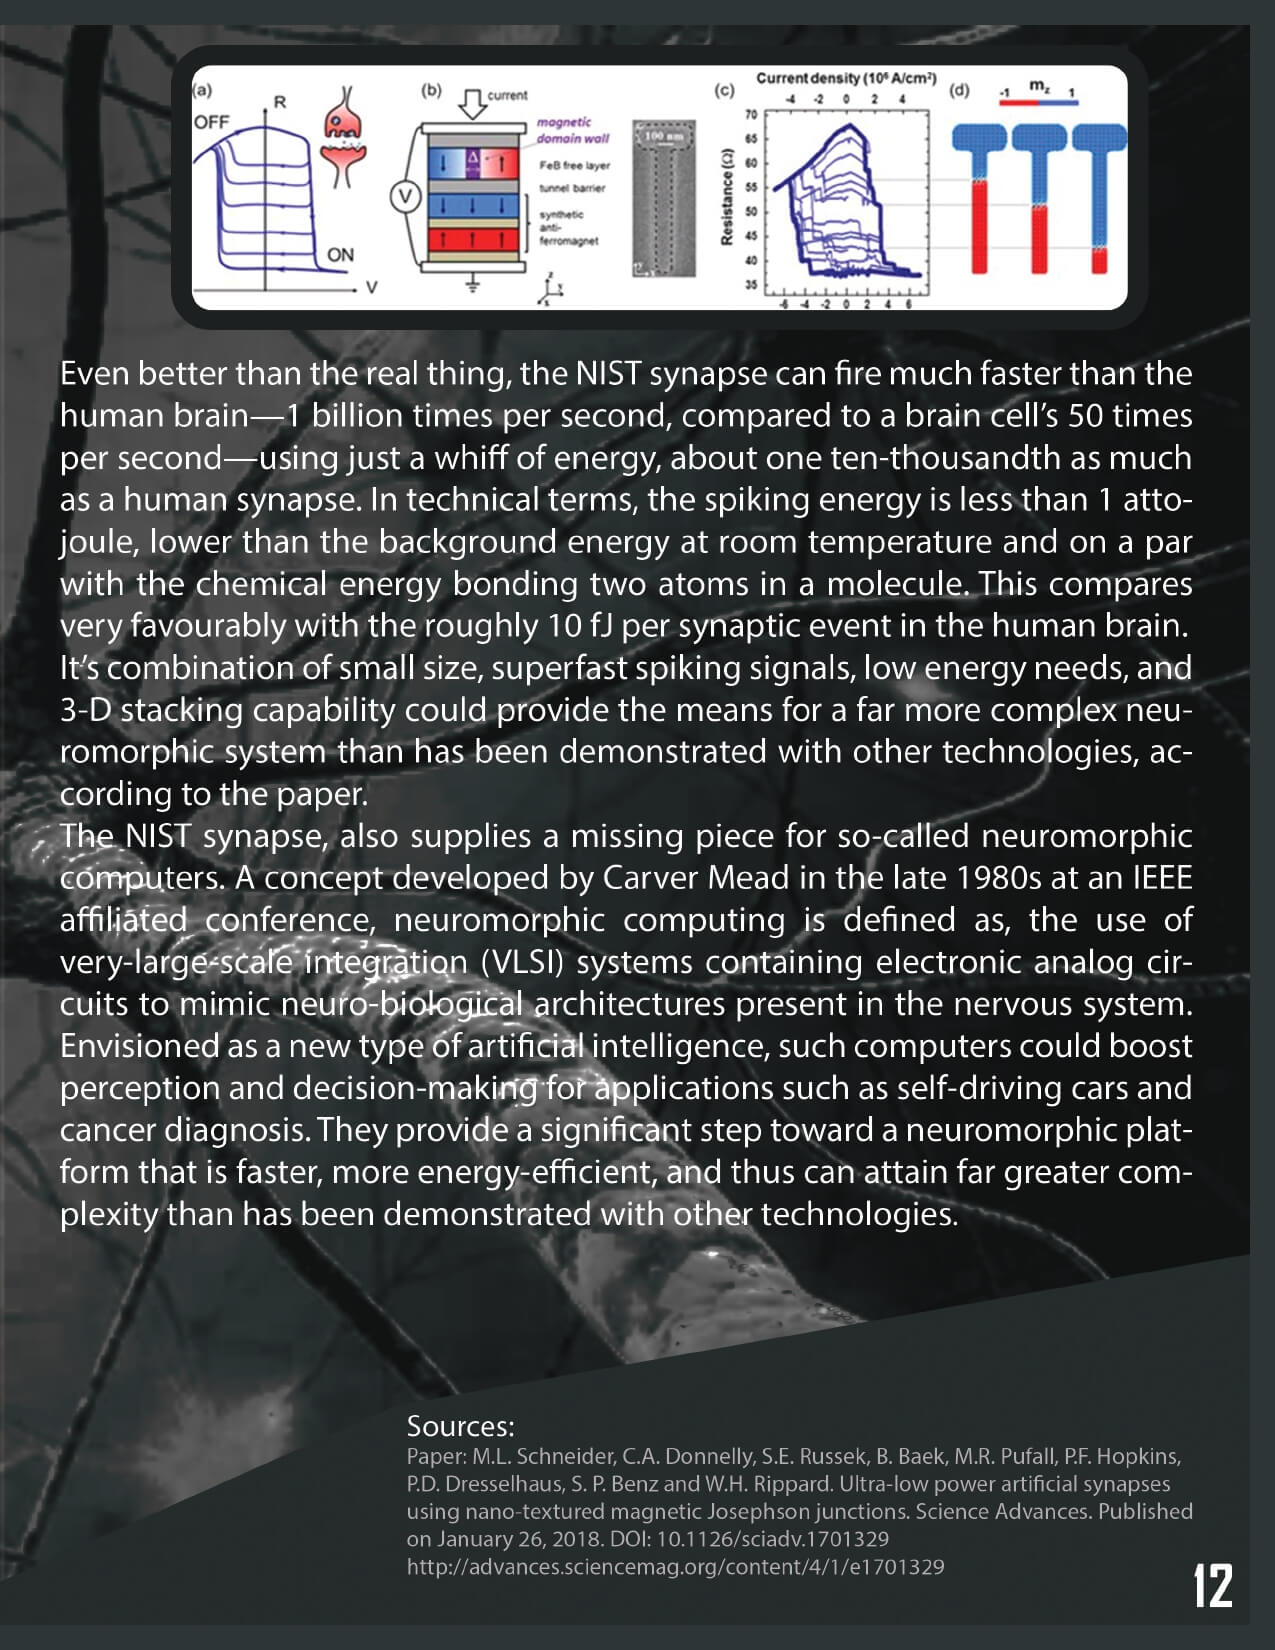 (a)
R
OFF
ON
V
(b)
current
magnetic
domain wall
Δ
FeB free layer
tunnel barrier
synthetic
anti-
ferromagnet
V
z
y
x
100 nm
(c)
Current density (10⁶ A/cm²)
-4 -2 0 2 4
Resistance (Ω)
70
65
60
55
50
45
40
35
-6 -4 -2 0 2 4 6
(d)
mz
-1 1
Even better than the real thing, the NIST synapse can fire much faster than the
human brain—1 billion times per second, compared to a brain cell’s 50 times
per second—using just a whiff of energy, about one ten-thousandth as much
as a human synapse. In technical terms, the spiking energy is less than 1 atto-
joule, lower than the background energy at room temperature and on a par
with the chemical energy bonding two atoms in a molecule. This compares
very favourably with the roughly 10 fJ per synaptic event in the human brain.
It’s combination of small size, superfast spiking signals, low energy needs, and
3-D stacking capability could provide the means for a far more complex neu-
romorphic system than has been demonstrated with other technologies, ac-
cording to the paper.
The NIST synapse, also supplies a missing piece for so-called neuromorphic
computers. A concept developed by Carver Mead in the late 1980s at an IEEE
affiliated conference, neuromorphic computing is defined as, the use of
very-large-scale integration (VLSI) systems containing electronic analog cir-
cuits to mimic neuro-biological architectures present in the nervous system.
Envisioned as a new type of artificial intelligence, such computers could boost
perception and decision-making for applications such as self-driving cars and
cancer diagnosis. They provide a significant step toward a neuromorphic plat-
form that is faster, more energy-efficient, and thus can attain far greater com-
plexity than has been demonstrated with other technologies.
Sources:
Paper: M.L. Schneider, C.A. Donnelly, S.E. Russek, B. Baek, M.R. Pufall, P.F. Hopkins,
P.D. Dresselhaus, S. P. Benz and W.H. Rippard. Ultra-low power artificial synapses
using nano-textured magnetic Josephson junctions. Science Advances. Published
on January 26, 2018. DOI: 10.1126/sciadv.1701329
http://advances.sciencemag.org/content/4/1/e1701329
12